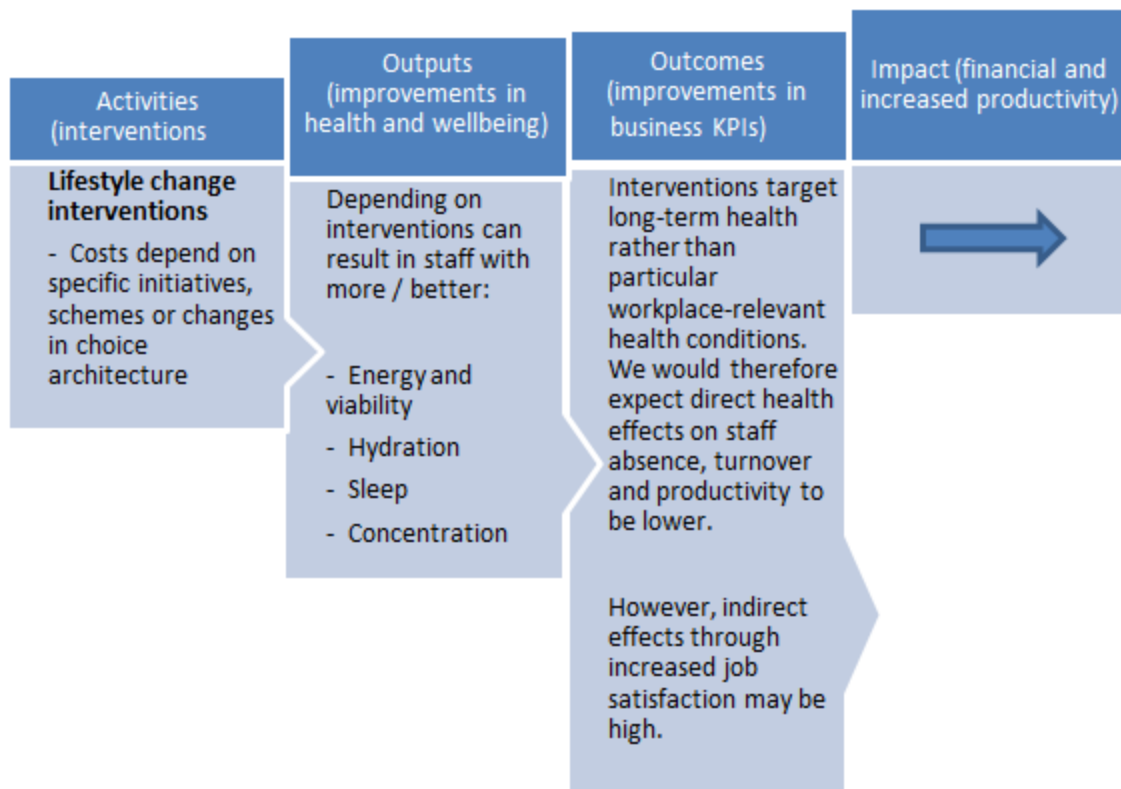 Activities
(interventions
Lifestyle change
interventions
- Costs depend on
specific initiatives,
schemes or changes
in choice
architecture
Outputs
(improvements in
health and wellbeing)
Depending on
interventions can
result in staff with
more / better:
- Energy and
viability
- Hydration
- Sleep
- Concentration
Outcomes
(improvements in
business KPIs)
Interventions target
long-term health
rather than
particular
workplace-relevant
health conditions.
We would therefore
expect direct health
effects on staff
absence, turnover
and productivity to
be lower.
However, indirect
effects through
increased job
satisfaction may be
high.
Impact (financial and
increased productivity)